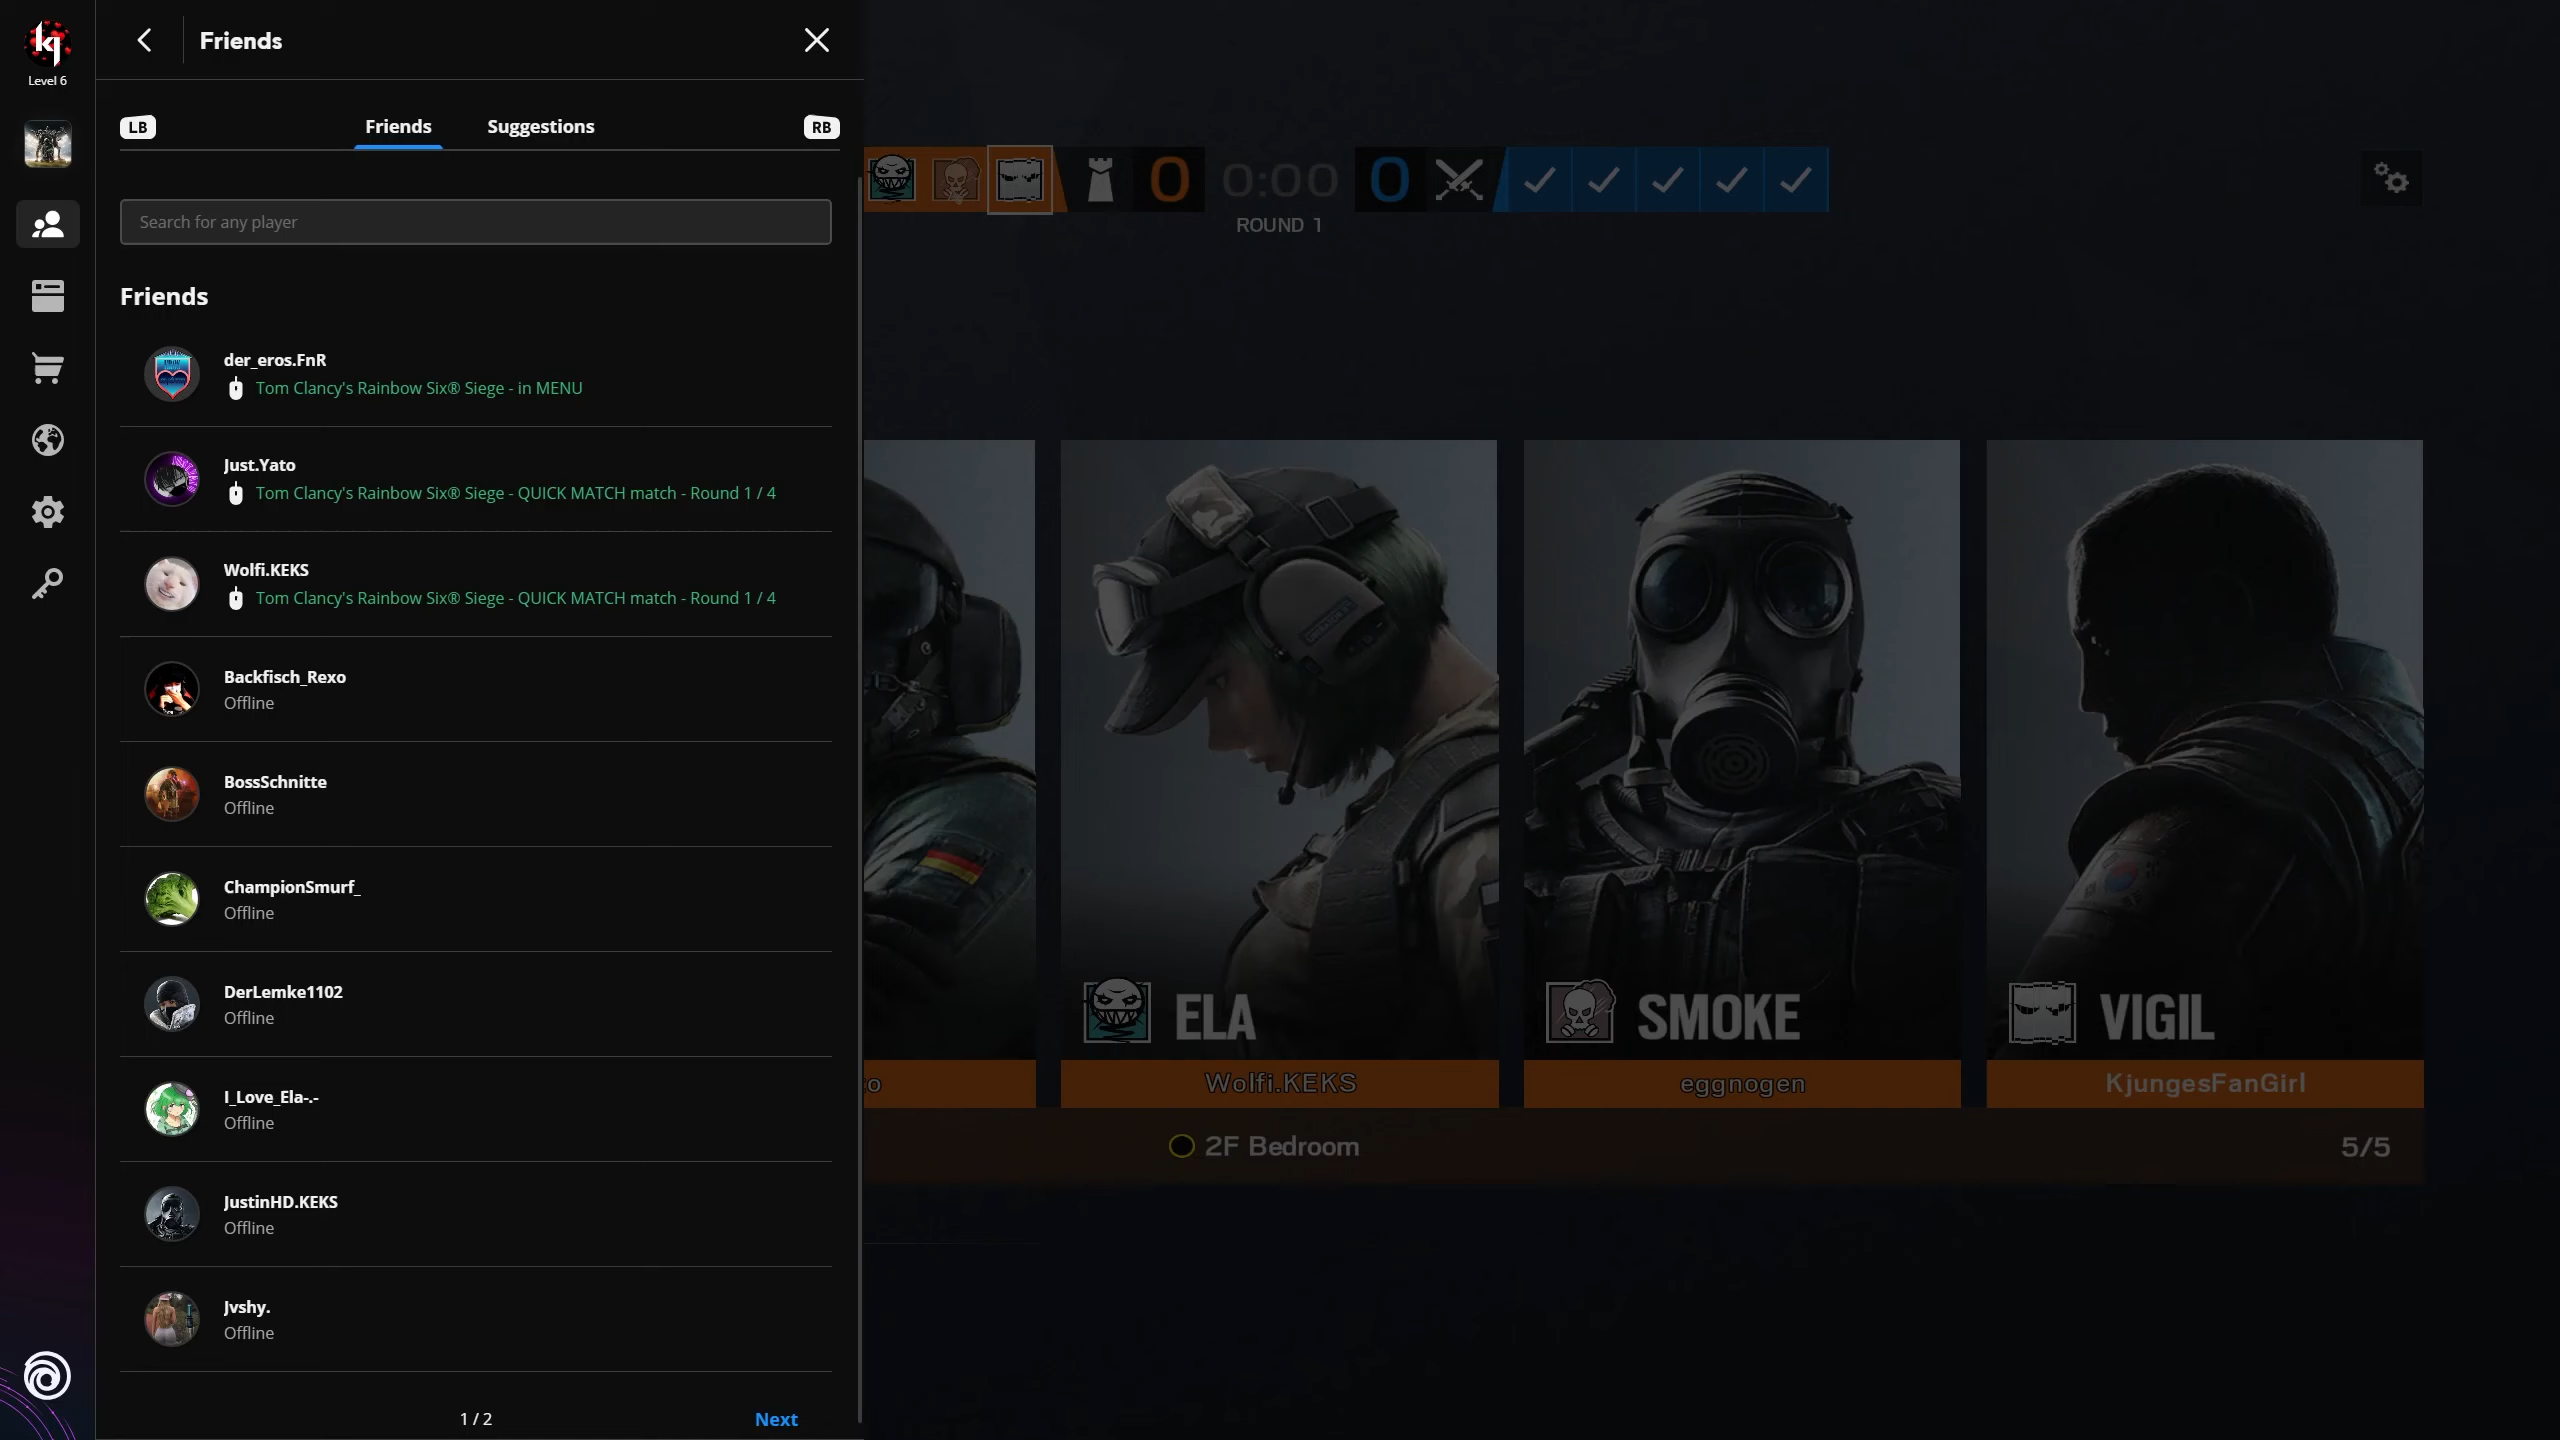 kj
Level 6
Friends
LB
Friends
Suggestions
RB
Search for any player
Friends
der_eros.FnR
Tom Clancy's Rainbow Six® Siege - in MENU
Just.Yato
Tom Clancy's Rainbow Six® Siege - QUICK MATCH match - Round 1 / 4
Wolfi.KEKS
Tom Clancy's Rainbow Six® Siege - QUICK MATCH match - Round 1 / 4
Backfisch_Rexo
Offline
BossSchnitte
Offline
ChampionSmurf_
Offline
DerLemke1102
Offline
I_Love_Ela-.-
Offline
JustinHD.KEKS
Offline
Jvshy.
Offline
1 / 2
Next
0
0:00
0
ROUND 1
ELA
SMOKE
VIGIL
Wolfi.KEKS
eggnogen
KjungesFanGirl
2F Bedroom
5/5